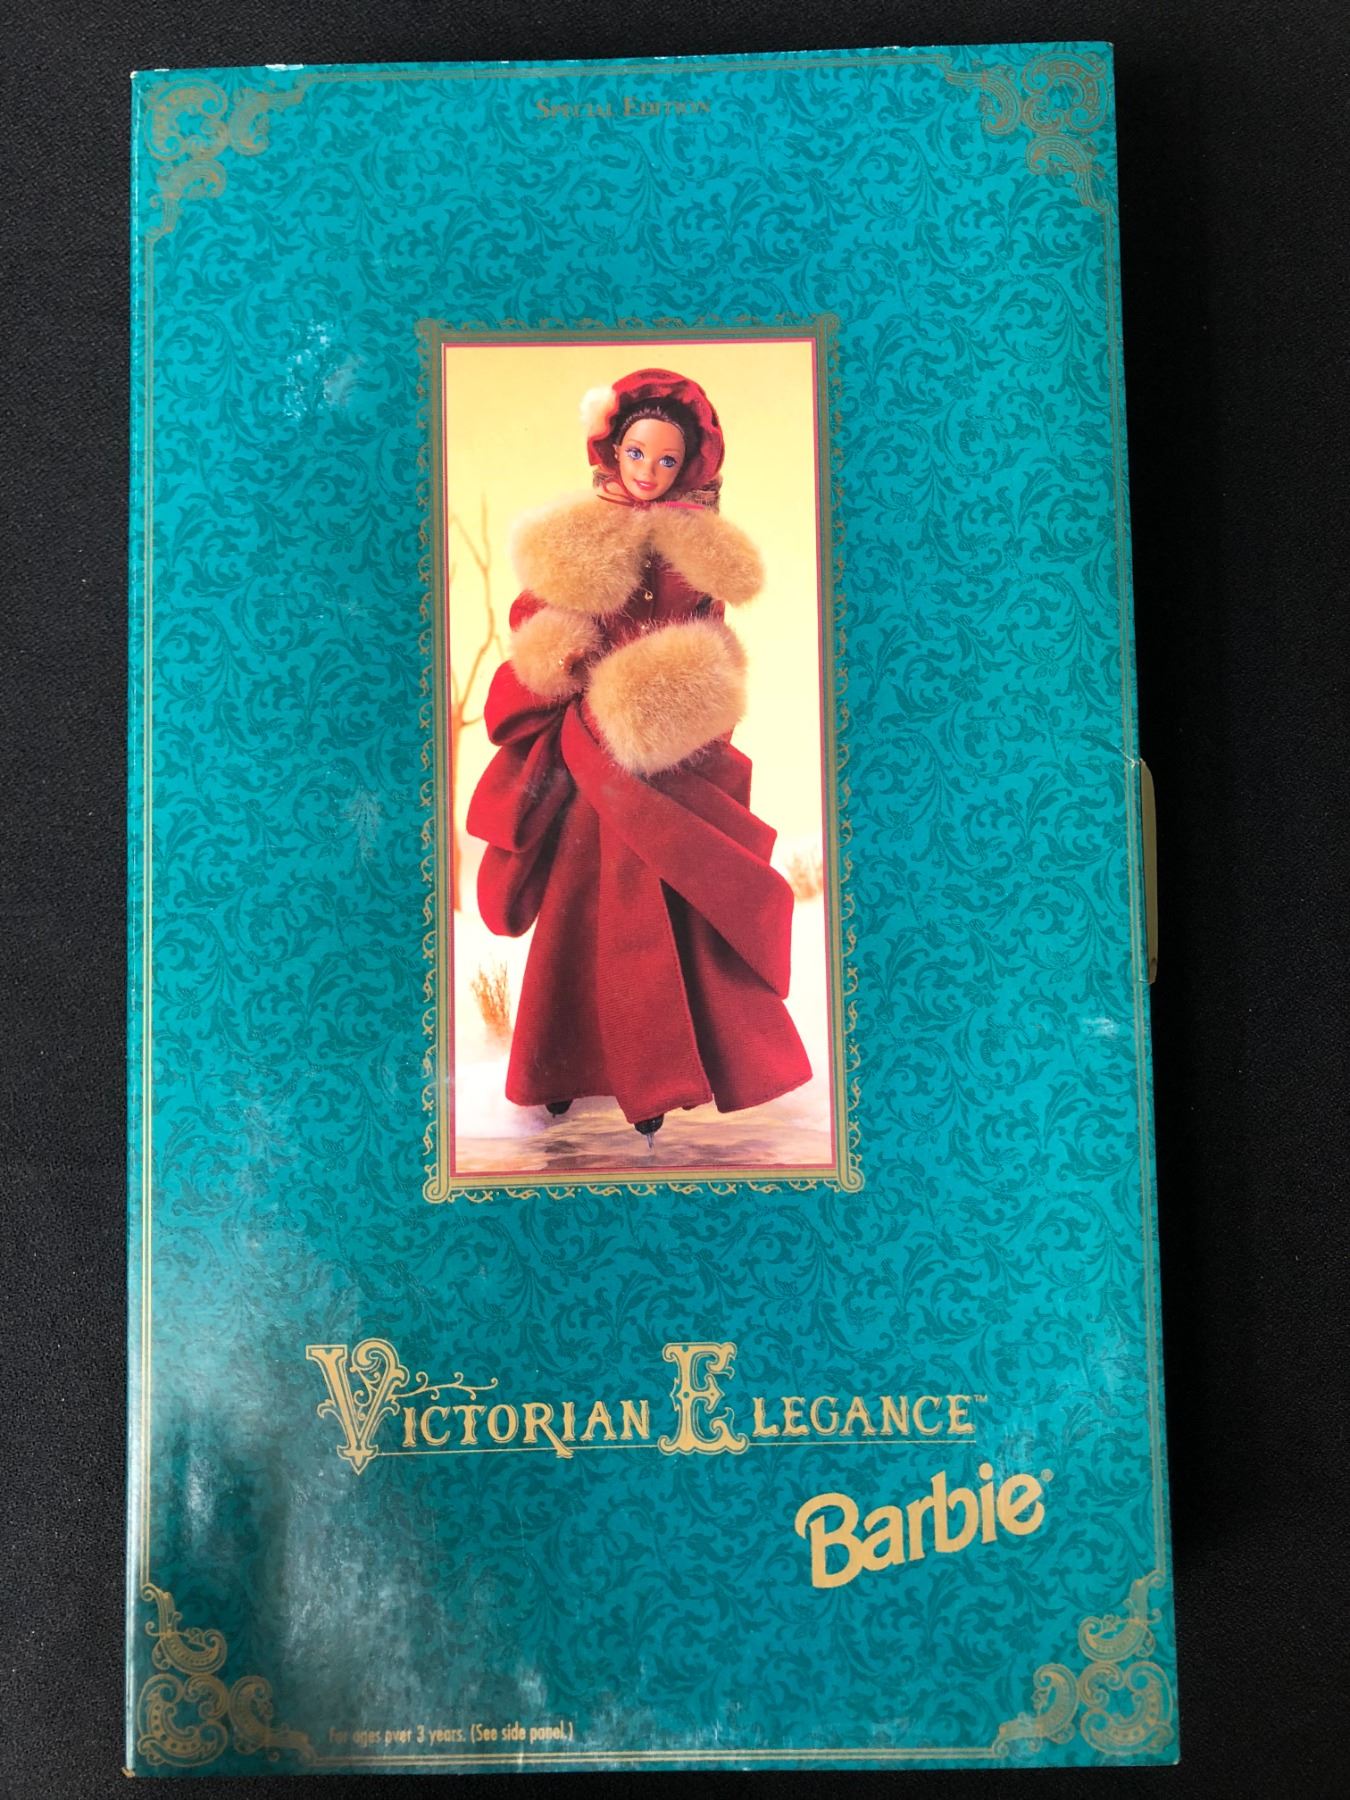 Special Edition
Victorian Elegance™
Barbie®
For ages over 3 years. (See side panel.)